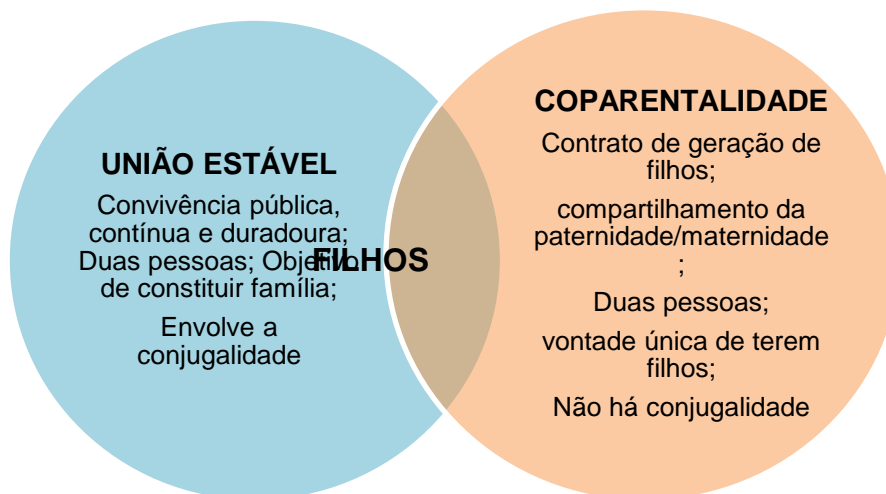 UNIÃO ESTÁVEL
Convivência pública,
contínua e duradoura;
Duas pessoas; Objetivo
de constituir família;
Envolve a
conjugalidade
FILHOS
COPARENTALIDADE
Contrato de geração de
filhos;
compartilhamento da
paternidade/maternidade
;
Duas pessoas;
vontade única de terem
filhos;
Não há conjugalidade